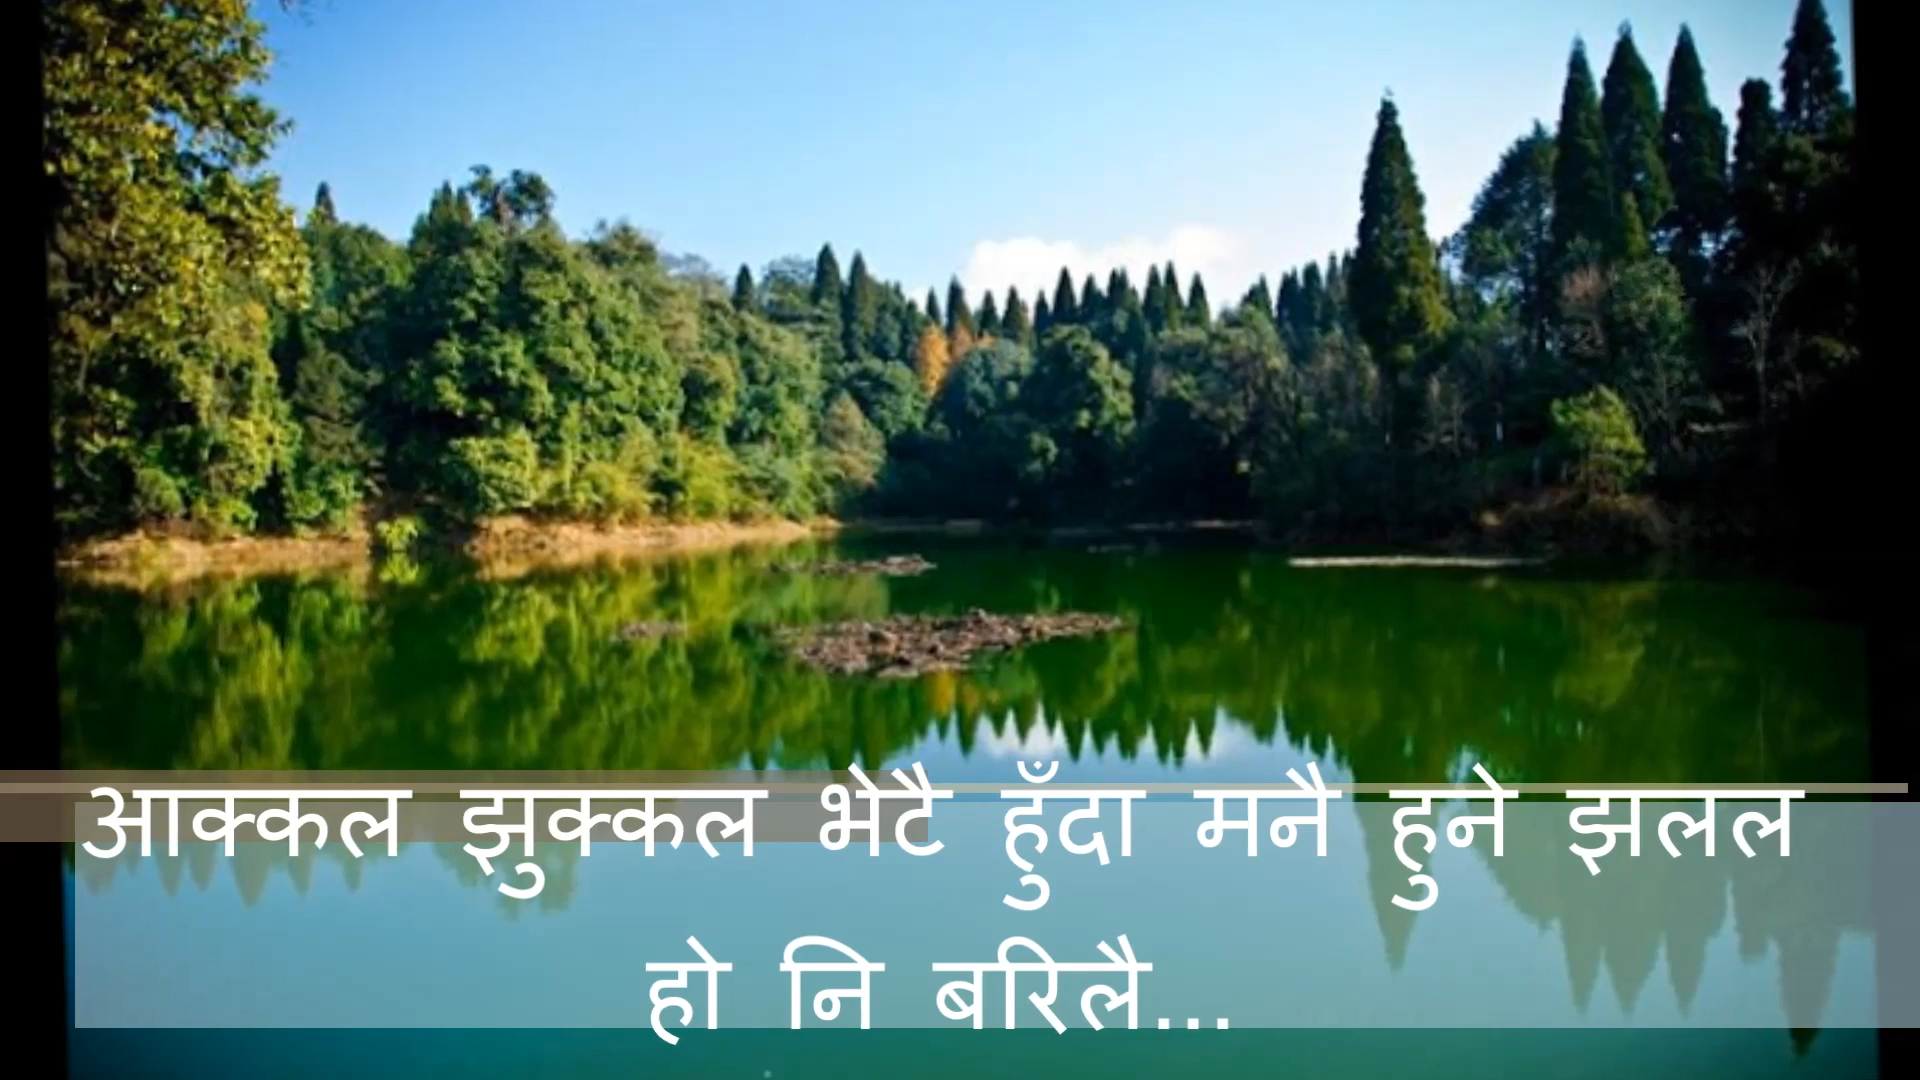 आक्कल झुक्कल भेटै हुँदा मनै हुने झलल
हो नि बरिलै...